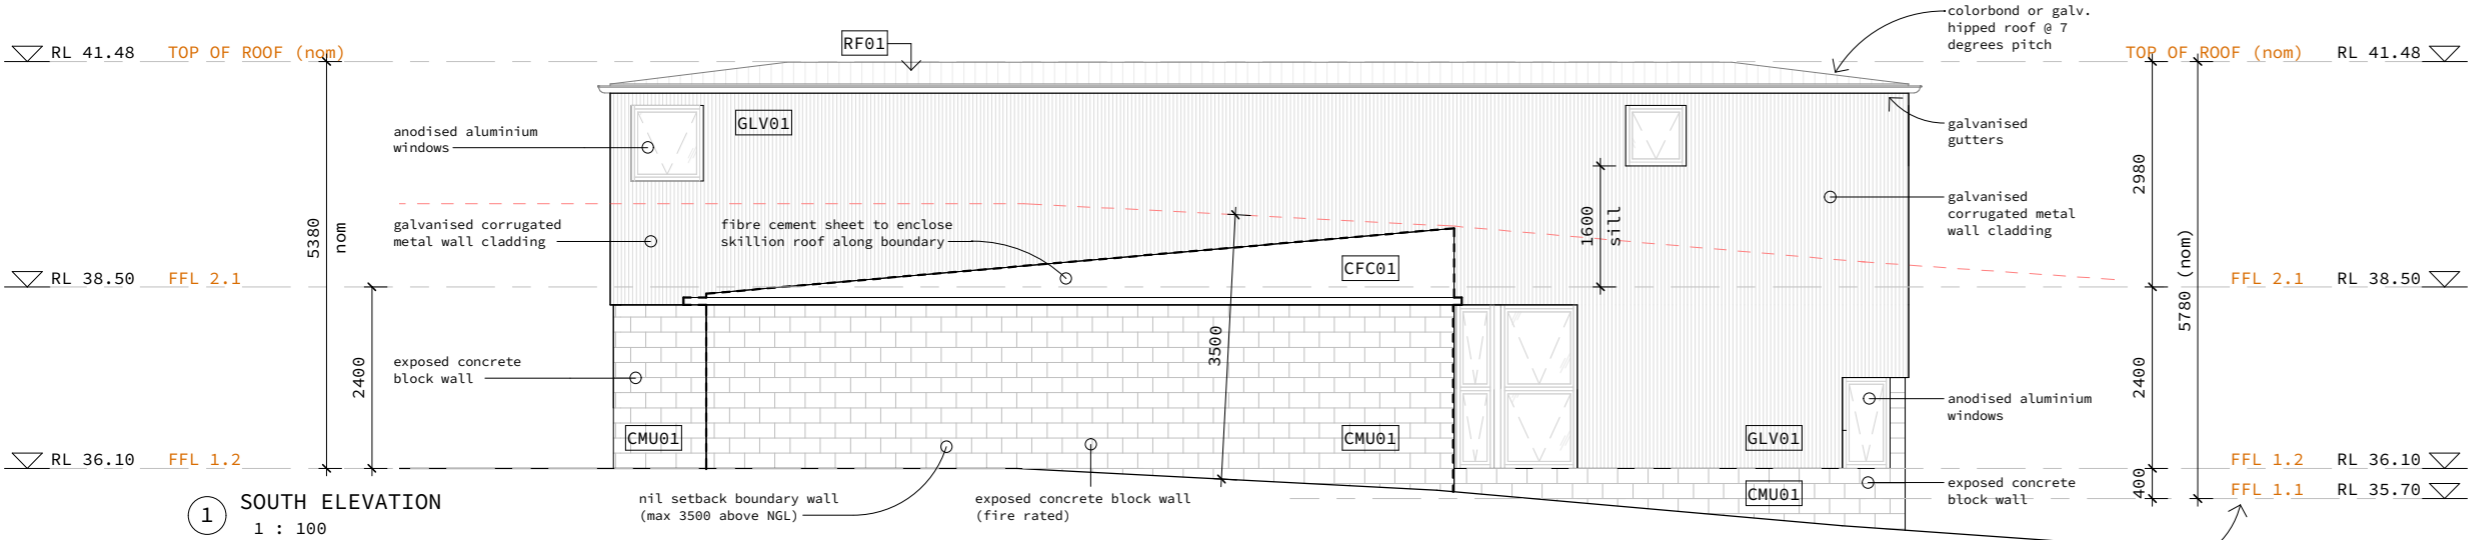 colorbond or galv.
hipped roof @ 7
degrees pitch
RL 41.48 TOP OF ROOF (nom)
RF01
TOP OF ROOF (nom) RL 41.48
GLV01
anodised aluminium
windows
galvanised
gutters
2980
galvanised
corrugated metal
wall cladding
5380
nom
galvanised corrugated
metal wall cladding
fibre cement sheet to enclose
skillion roof along boundary
1600
sill
5780 (nom)
CFC01
RL 38.50 FFL 2.1
FFL 2.1 RL 38.50
3500
exposed concrete
block wall
2400
2400
anodised aluminium
windows
CMU01
CMU01
GLV01
RL 36.10 FFL 1.2
FFL 1.2 RL 36.10
400
exposed concrete
block wall
CMU01
FFL 1.1 RL 35.70
1 SOUTH ELEVATION
1 : 100
nil setback boundary wall
(max 3500 above NGL)
exposed concrete block wall
(fire rated)